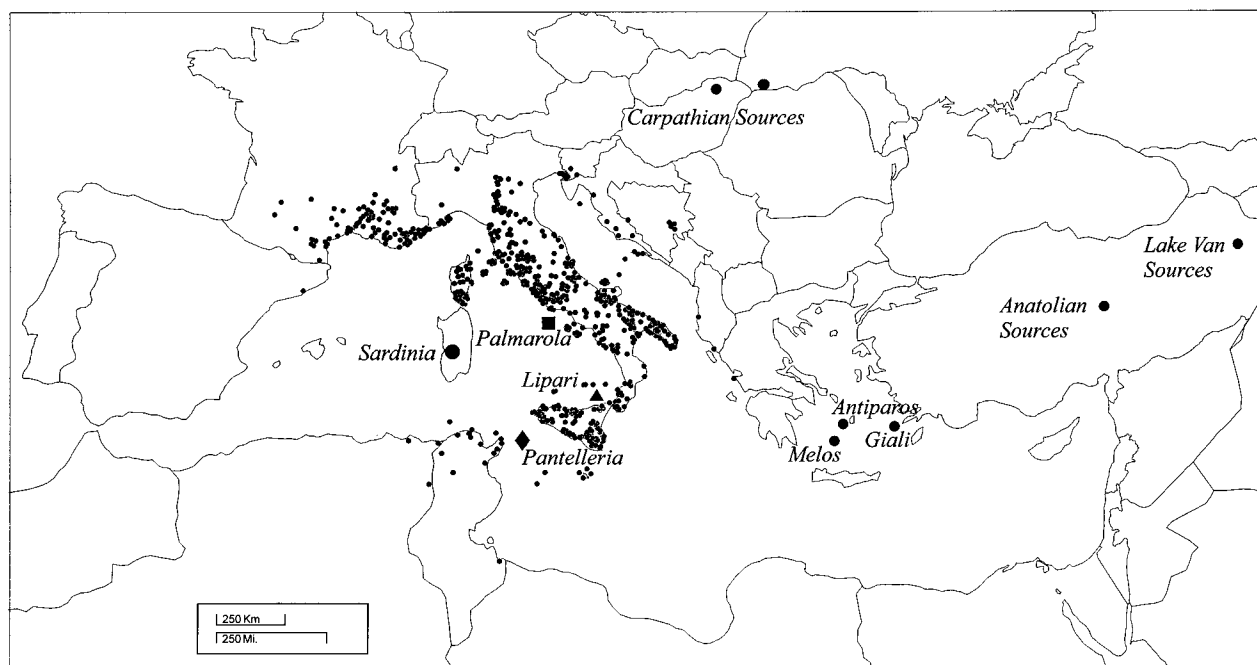 Carpathian Sources
Lake Van
Sources
Anatolian
Sources
Palmarola
Sardinia
Lipari
Antiparos
Giali
Melos
Pantelleria
250 Km
250 Mi.